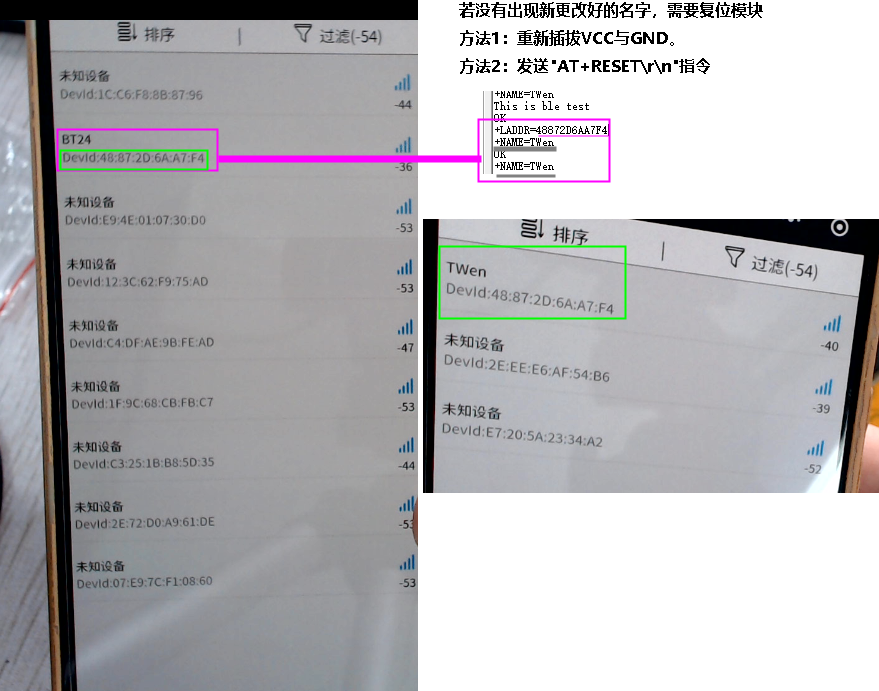 排序 | 过滤(-54)
未知设备
DevId:1C:C6:F8:8B:87:96
-44
BT24
DevId:48:87:2D:6A:A7:F4
-36
未知设备
DevId:E9:4E:01:07:30:D0
-53
未知设备
DevId:12:3C:62:F9:75:AD
-53
未知设备
DevId:C4:DF:AE:9B:FE:AD
-47
未知设备
DevId:1F:9C:68:CB:FB:C7
-53
未知设备
DevId:C3:25:1B:B8:5D:35
-44
未知设备
DevId:2E:72:D0:A9:61:DE
-53
未知设备
DevId:07:E9:7C:F1:08:60
-53
若没有出现新更改好的名字，需要复位模块
方法1：重新插拔VCC与GND。
方法2：发送"AT+RESET\r\n"指令
+NAME=TWen
This is ble test
OK
+LADDR=48872D6AA7F4
+NAME=TWen
OK
+NAME=TWen
排序 | 过滤(-54)
TWen
DevId:48:87:2D:6A:A7:F4
-40
未知设备
DevId:2E:EE:E6:AF:54:B6
-39
未知设备
DevId:E7:20:5A:23:34:A2
-52